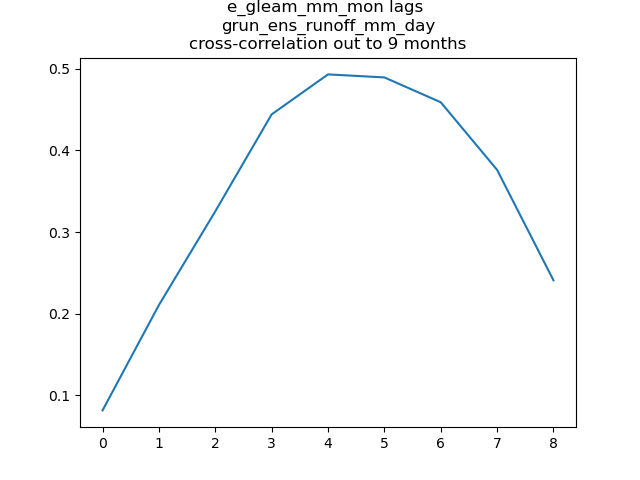 e_gleam_mm_mon lags
grun_ens_runoff_mm_day
cross-correlation out to 9 months
0.5
0.4
0.3
0.2
0.1
0 1 2 3 4 5 6 7 8